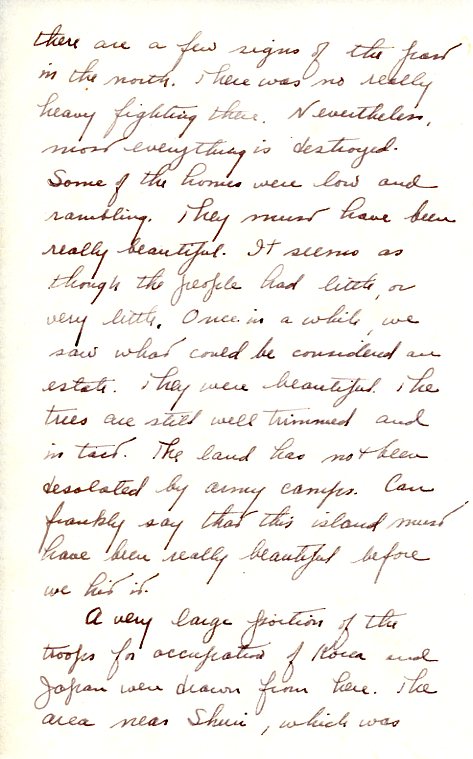 there are a few signs of the past
in the north. There was no really
heavy fighting there. Nevertheless,
most everything is destroyed.
Some of the homes were low and
rambling. They must have been
really beautiful. It seems as
though the people had little, or
very little. Once in a while, we
saw what could be considered an
estate. They were beautiful. The
trees are still well trimmed and
in tact. The land has not been
desolated by army camps. Can
frankly say that this island must
have been really beautiful before
we hit it.
A very large portion of the
troops for occupation of Korea and
Japan were drawn from here. The
area near Shuri, which was